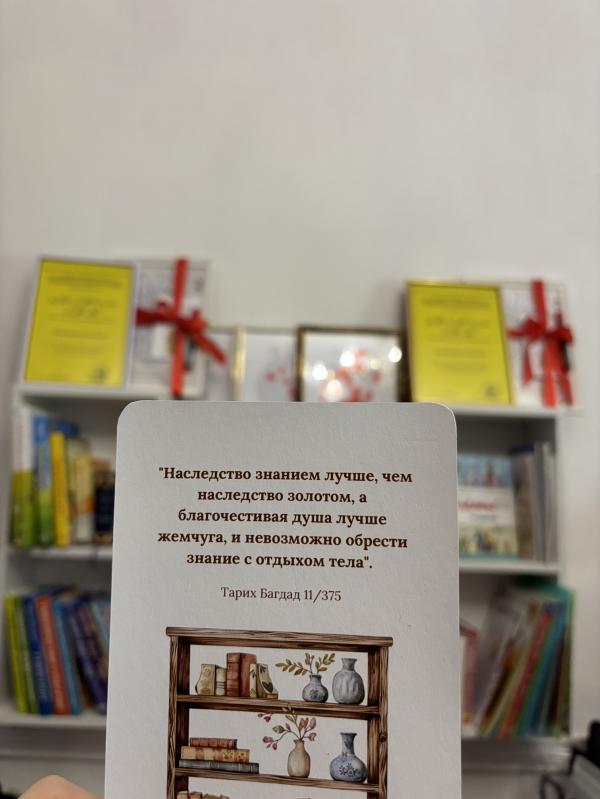 "Наследство знанием лучше, чем
наследство золотом, а
благочестивая душа лучше
жемчуга, и невозможно обрести
знание с отдыхом тела".
Тарих Багдад 11/375